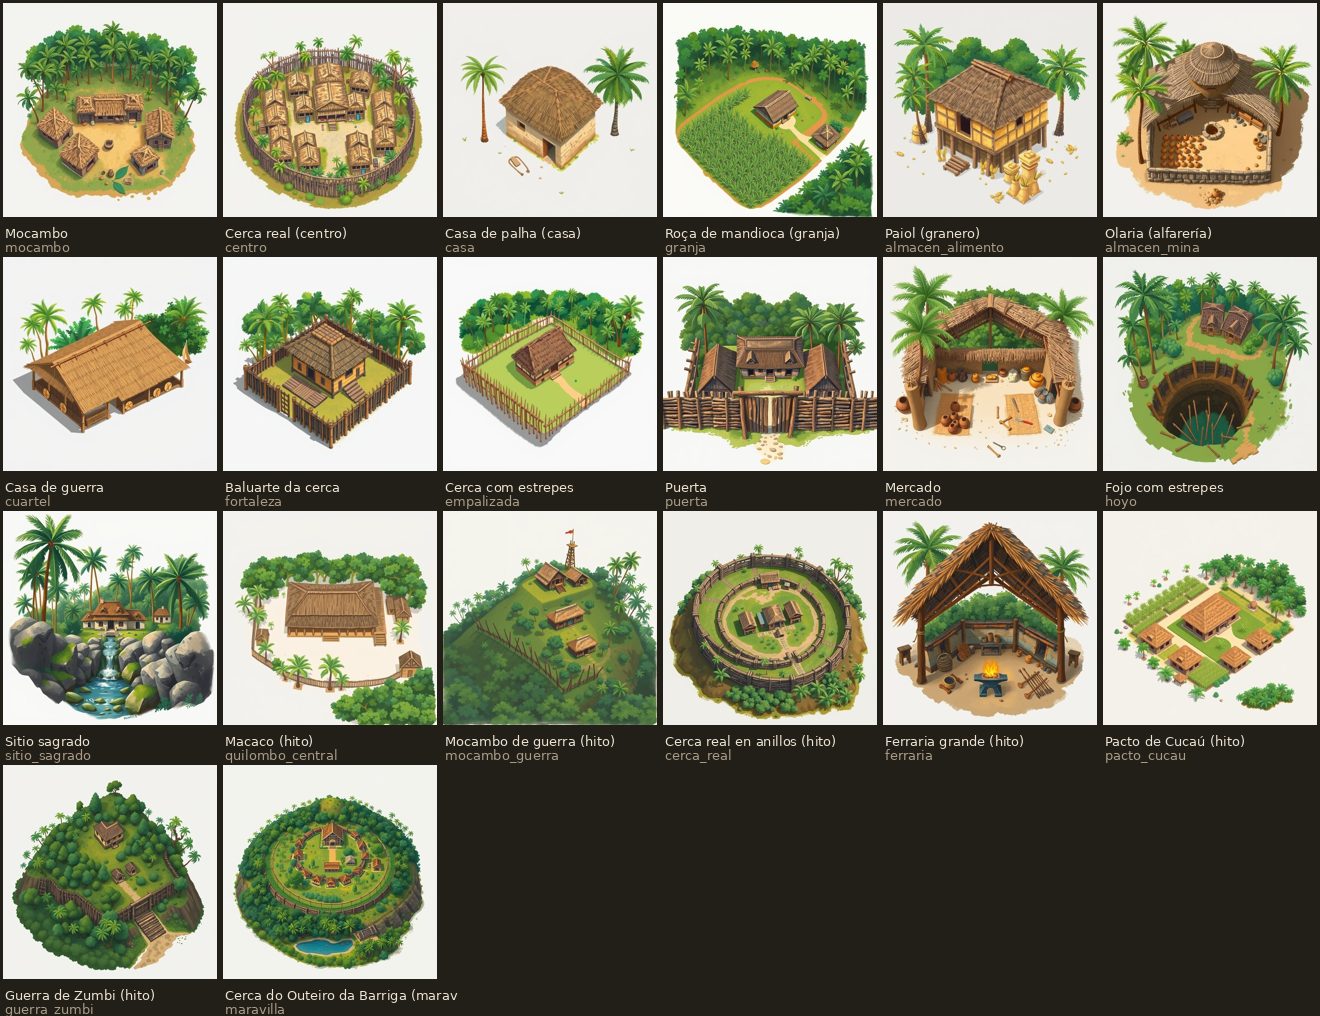 Mocambo
mocambo
Cerca real (centro)
centro
Casa de palha (casa)
casa
Roça de mandioca (granja)
granja
Paiol (granero)
almacen_alimento
Olaria (alfarería)
almacen_mina
Casa de guerra
cuartel
Baluarte da cerca
fortaleza
Cerca com estrepes
empalizada
Puerta
puerta
Mercado
mercado
Fojo com estrepes
hoyo
Sitio sagrado
sitio_sagrado
Macaco (hito)
quilombo_central
Mocambo de guerra (hito)
mocambo_guerra
Cerca real en anillos (hito)
cerca_real
Ferraria grande (hito)
ferraria
Pacto de Cucaú (hito)
pacto_cucau
Guerra de Zumbi (hito)
guerra_zumbi
Cerca do Outeiro da Barriga (marav
maravilla